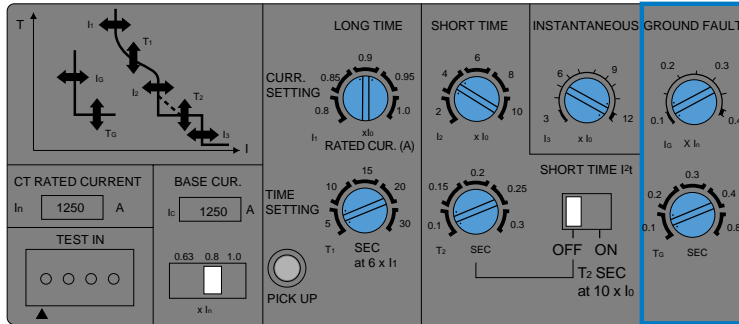 T
I
I₁
T₁
I₂
T₂
I₃
IG
TG
CT RATED CURRENT
In 1250 A
TEST IN
BASE CUR.
Ic 1250 A
0.63 0.8 1.0
x In
LONG TIME
CURR. SETTING
0.8 0.85 0.9 0.95 1.0
I₁ xI₀
RATED CUR. (A)
TIME SETTING
5 10 15 20 30
T₁ SEC
at 6 x I₁
PICK UP
SHORT TIME
2 4 6 8 10
I₂ x I₀
0.1 0.15 0.2 0.25 0.3
T₂ SEC
INSTANTANEOUS
3 6 9 12
I₃ x I₀
SHORT TIME I²t
OFF ON
T₂ SEC
at 10 x I₀
GROUND FAULT
0.1 0.2 0.3 0.4
IG X In
0.1 0.2 0.3 0.4 0.8
TG SEC